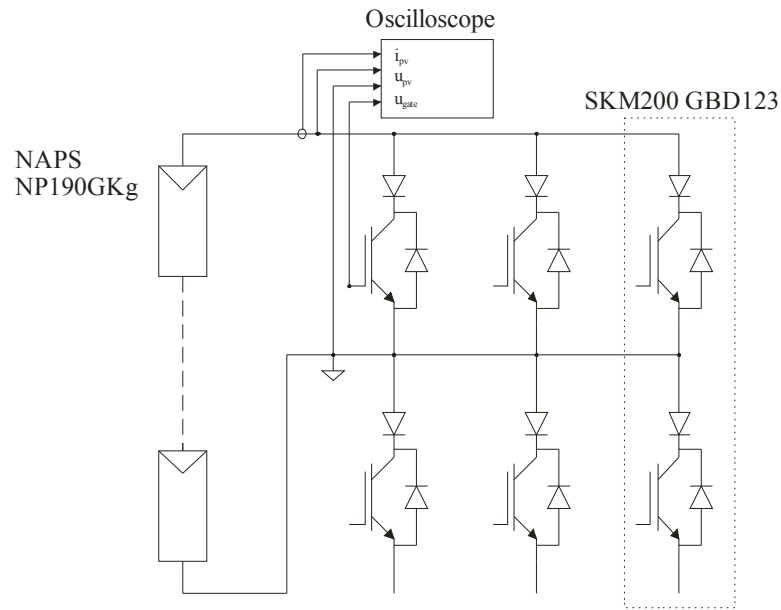 Oscilloscope
i_pv
u_pv
u_gate
SKM200 GBD123
NAPS
NP190GKg